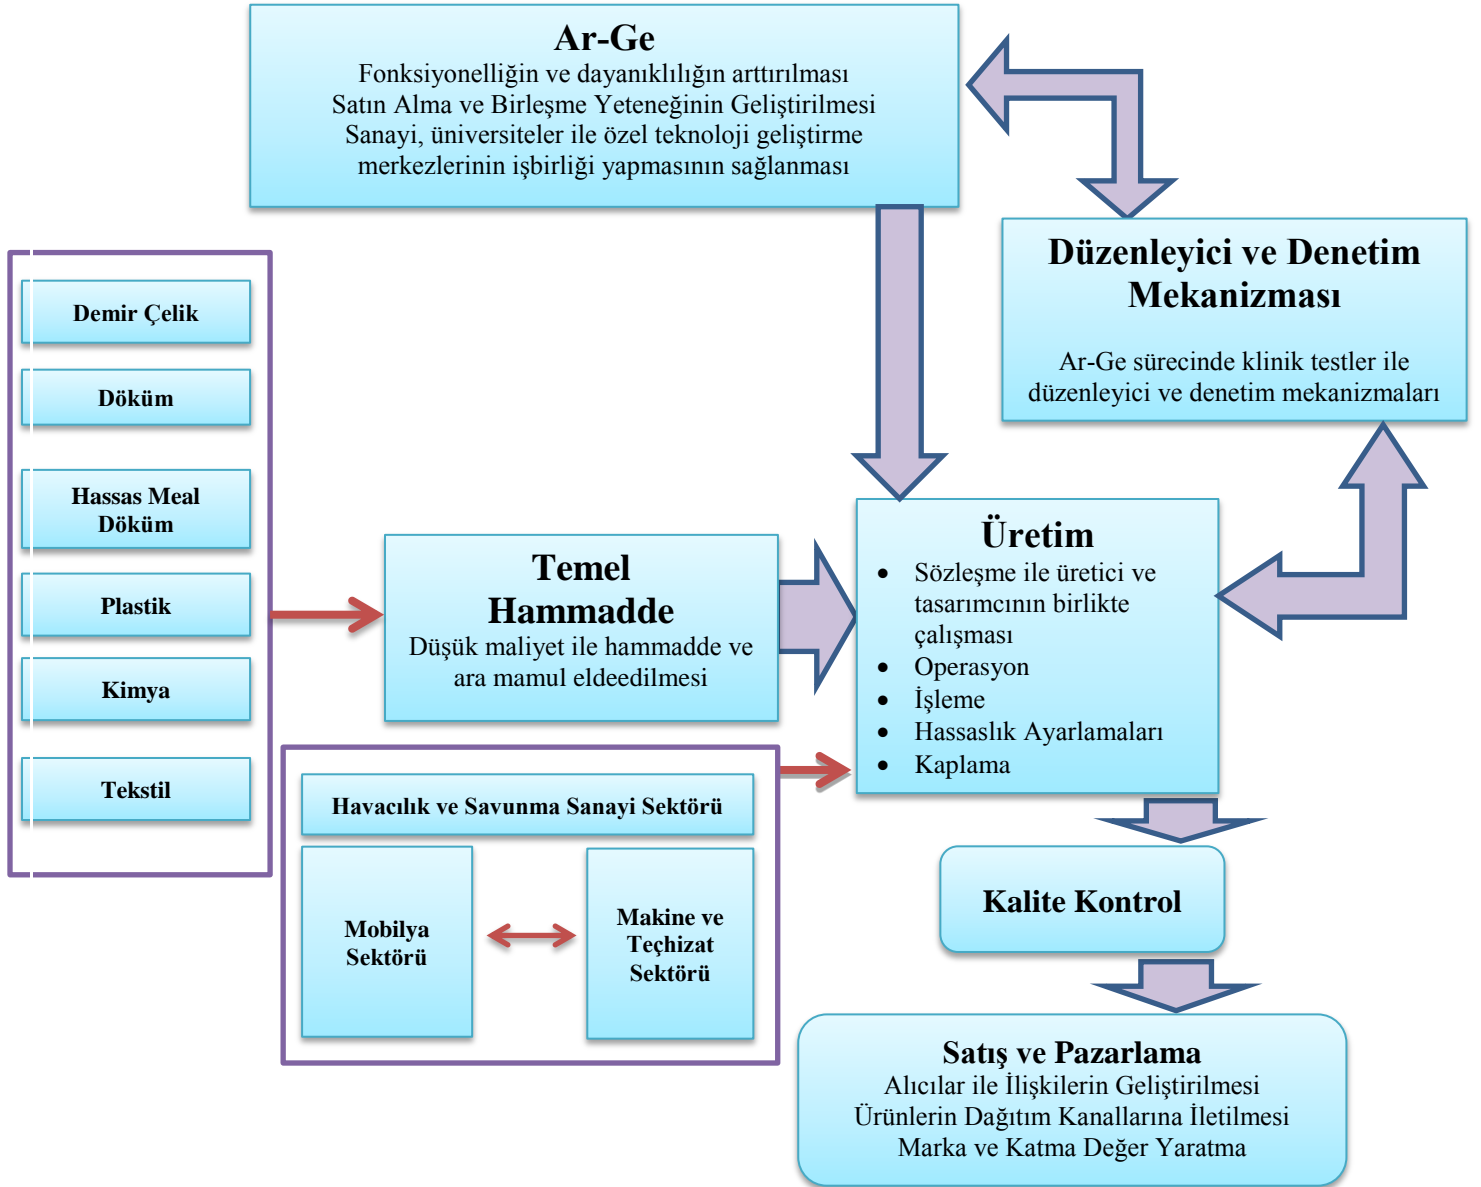 Ar-Ge
Fonksiyonelliğin ve dayanıklılığın arttırılması
Satın Alma ve Birleşme Yeteneğinin Geliştirilmesi
Sanayi, üniversiteler ile özel teknoloji geliştirme
merkezlerinin işbirliği yapmasının sağlanması
Düzenleyici ve Denetim
Mekanizması
Ar-Ge sürecinde klinik testler ile
düzenleyici ve denetim mekanizmaları
Demir Çelik
Döküm
Hassas Meal
Döküm
Plastik
Kimya
Tekstil
Temel
Hammadde
Düşük maliyet ile hammadde ve
ara mamul eldeedilmesi
Üretim
• Sözleşme ile üretici ve
tasarımcının birlikte
çalışması
• Operasyon
• İşleme
• Hassaslık Ayarlamaları
• Kaplama
Havacılık ve Savunma Sanayi Sektörü
Mobilya
Sektörü
Makine ve
Teçhizat
Sektörü
Kalite Kontrol
Satış ve Pazarlama
Alıcılar ile İlişkilerin Geliştirilmesi
Ürünlerin Dağıtım Kanallarına İletilmesi
Marka ve Katma Değer Yaratma